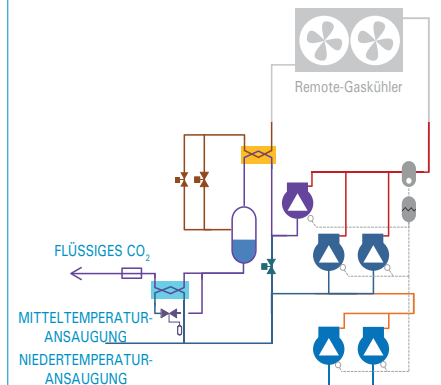 Remote-Gaskühler
FLÜSSIGES CO₂
MITTELTEMPERATUR-
ANSAUGUNG
NIEDERTEMPERATUR-
ANSAUGUNG